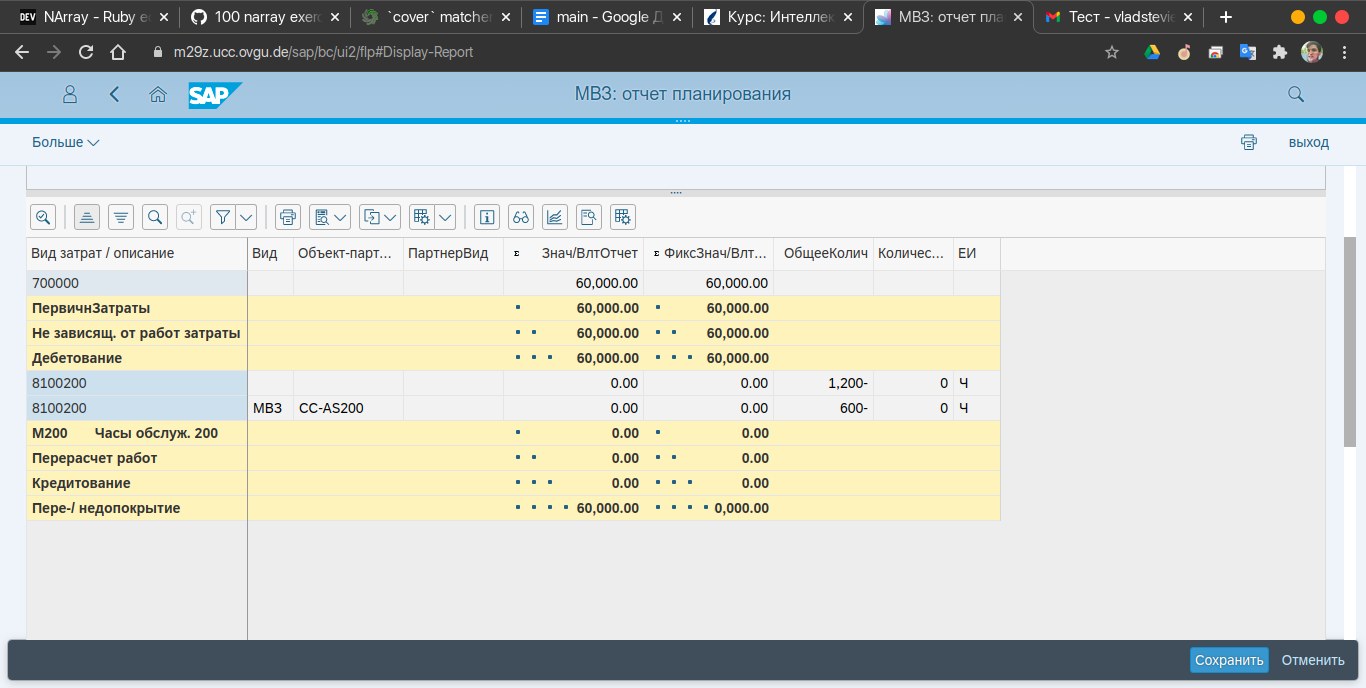 NArray - Ruby e
100 narray exer
`cover` matcher
main - Google Д
Курс: Интеллек
МВЗ: отчет пла
Тест - vladstevie
m29z.ucc.ovgu.de/sap/bc/ui2/flp#Display-Report
SAP МВЗ: отчет планирования
Больше выход
Вид затрат / описание Вид Объект-парт... ПартнерВид Σ Знач/ВлтОтчет Σ ФиксЗнач/Влт... ОбщееКолич Количес... ЕИ
700000 60,000.00 60,000.00
ПервичнЗатраты 60,000.00 60,000.00
Не зависящ. от работ затраты 60,000.00 60,000.00
Дебетование 60,000.00 60,000.00
8100200 0.00 0.00 1,200- 0 Ч
8100200 МВЗ CC-AS200 0.00 0.00 600- 0 Ч
M200 Часы обслуж. 200 0.00 0.00
Перерасчет работ 0.00 0.00
Кредитование 0.00 0.00
Пере-/ недопокрытие 60,000.00 0,000.00
Сохранить Отменить